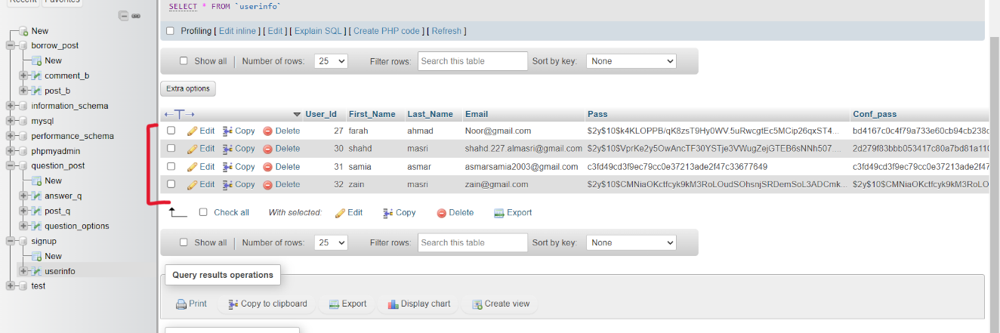 Recent Favorites
New
borrow_post
New
comment_b
post_b
information_schema
mysql
performance_schema
phpmyadmin
question_post
New
answer_q
post_q
question_options
signup
New
userinfo
test
SELECT * FROM `userinfo`
Profiling [ Edit inline ] [ Edit ] [ Explain SQL ] [ Create PHP code ] [ Refresh ]
Show all Number of rows: 25 Filter rows: Search this table Sort by key: None
Extra options
User_Id First_Name Last_Name Email Pass Conf_pass
Edit Copy Delete 27 farah ahmad Noor@gmail.com $2y$10$k4KLOPPB/qK8zsT9Hy0WV.5uRwcgtEc5MCip26qxST4... bd4167c0c4f79a733e60cb94cb238d
Edit Copy Delete 30 shahd masri shahd.227.almasri@gmail.com $2y$10$VprKe2y5OwAncTF30YSTje3VWugZejGTEB6sNNh507.... 2d279f83bbb053417c80a7bd81a110
Edit Copy Delete 31 samia asmar asmarsamia2003@gmail.com c3fd49cd3f9ec79cc0e37213ade2f47c33677649 c3fd49cd3f9ec79cc0e37213ade2f47
Edit Copy Delete 32 zain masri zain@gmail.com $2y$10$CMNiaOKctfcyk9kM3RoLOudSOhsnjSRDemSoL3ADCmk... $2y$10$CMNiaOKctfcyk9kM3RoLO
Check all With selected: Edit Copy Delete Export
Show all Number of rows: 25 Filter rows: Search this table Sort by key: None
Query results operations
Print Copy to clipboard Export Display chart Create view